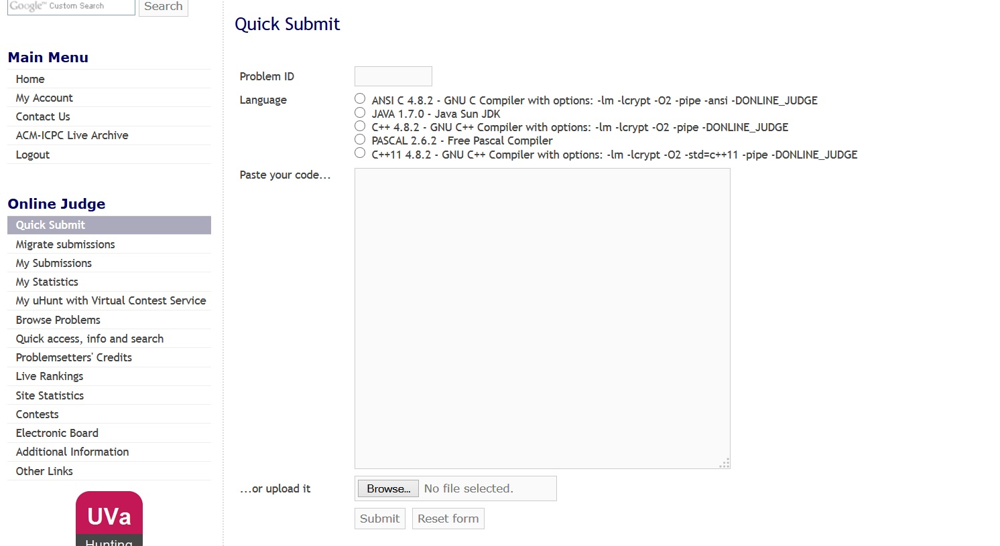 Google™ Custom Search
Search
Main Menu
Home
My Account
Contact Us
ACM-ICPC Live Archive
Logout
Online Judge
Quick Submit
Migrate submissions
My Submissions
My Statistics
My uHunt with Virtual Contest Service
Browse Problems
Quick access, info and search
Problemsetters' Credits
Live Rankings
Site Statistics
Contests
Electronic Board
Additional Information
Other Links
UVa
Hunting
Quick Submit
Problem ID
Language
ANSI C 4.8.2 - GNU C Compiler with options: -lm -lcrypt -O2 -pipe -ansi -DONLINE_JUDGE
JAVA 1.7.0 - Java Sun JDK
C++ 4.8.2 - GNU C++ Compiler with options: -lm -lcrypt -O2 -pipe -DONLINE_JUDGE
PASCAL 2.6.2 - Free Pascal Compiler
C++11 4.8.2 - GNU C++ Compiler with options: -lm -lcrypt -O2 -std=c++11 -pipe -DONLINE_JUDGE
Paste your code...
...or upload it
Browse... No file selected.
Submit Reset form